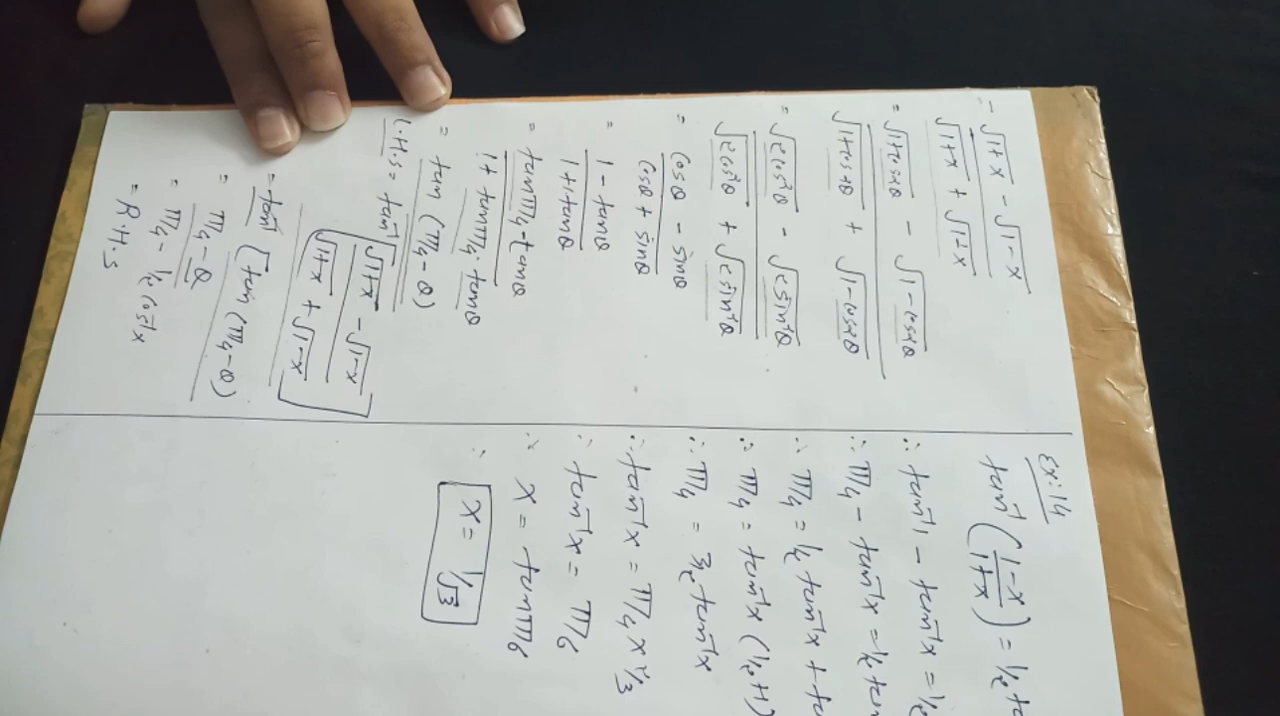 = √1+x - √1-x / √1+x + √1-x
= √1+cos2θ - √1-cos2θ / √1+cos2θ + √1-cos2θ
= √2cos²θ - √2sin²θ / √2cos²θ + √2sin²θ
= cosθ - sinθ / cosθ + sinθ
= 1 - tanθ / 1 + tanθ
= tanπ/4 - tanθ / 1 + tanπ/4 · tanθ
= tan (π/4 - θ)
L.H.S = tan⁻¹ [√1+x - √1-x / √1+x + √1-x]
= tan⁻¹ [tan (π/4 - θ)
= π/4 - θ
= π/4 - 1/2 cos⁻¹x
= R.H.S
Ex:14
tan⁻¹ (1-x / 1+x) = 1/2 ta
∴ tan⁻¹1 - tan⁻¹x = 1/2
∴ π/4 - tan⁻¹x = 1/2 tan
∴ π/4 = 1/2 tan⁻¹x + ta
∴ π/4 = tan⁻¹x (1/2+1)
∴ π/4 = 3/2 tan⁻¹x
∴ tan⁻¹x = π/4 x 2/3
∴ tan⁻¹x = π/6
∴ x = tan π/6
∴ x = 1/√3